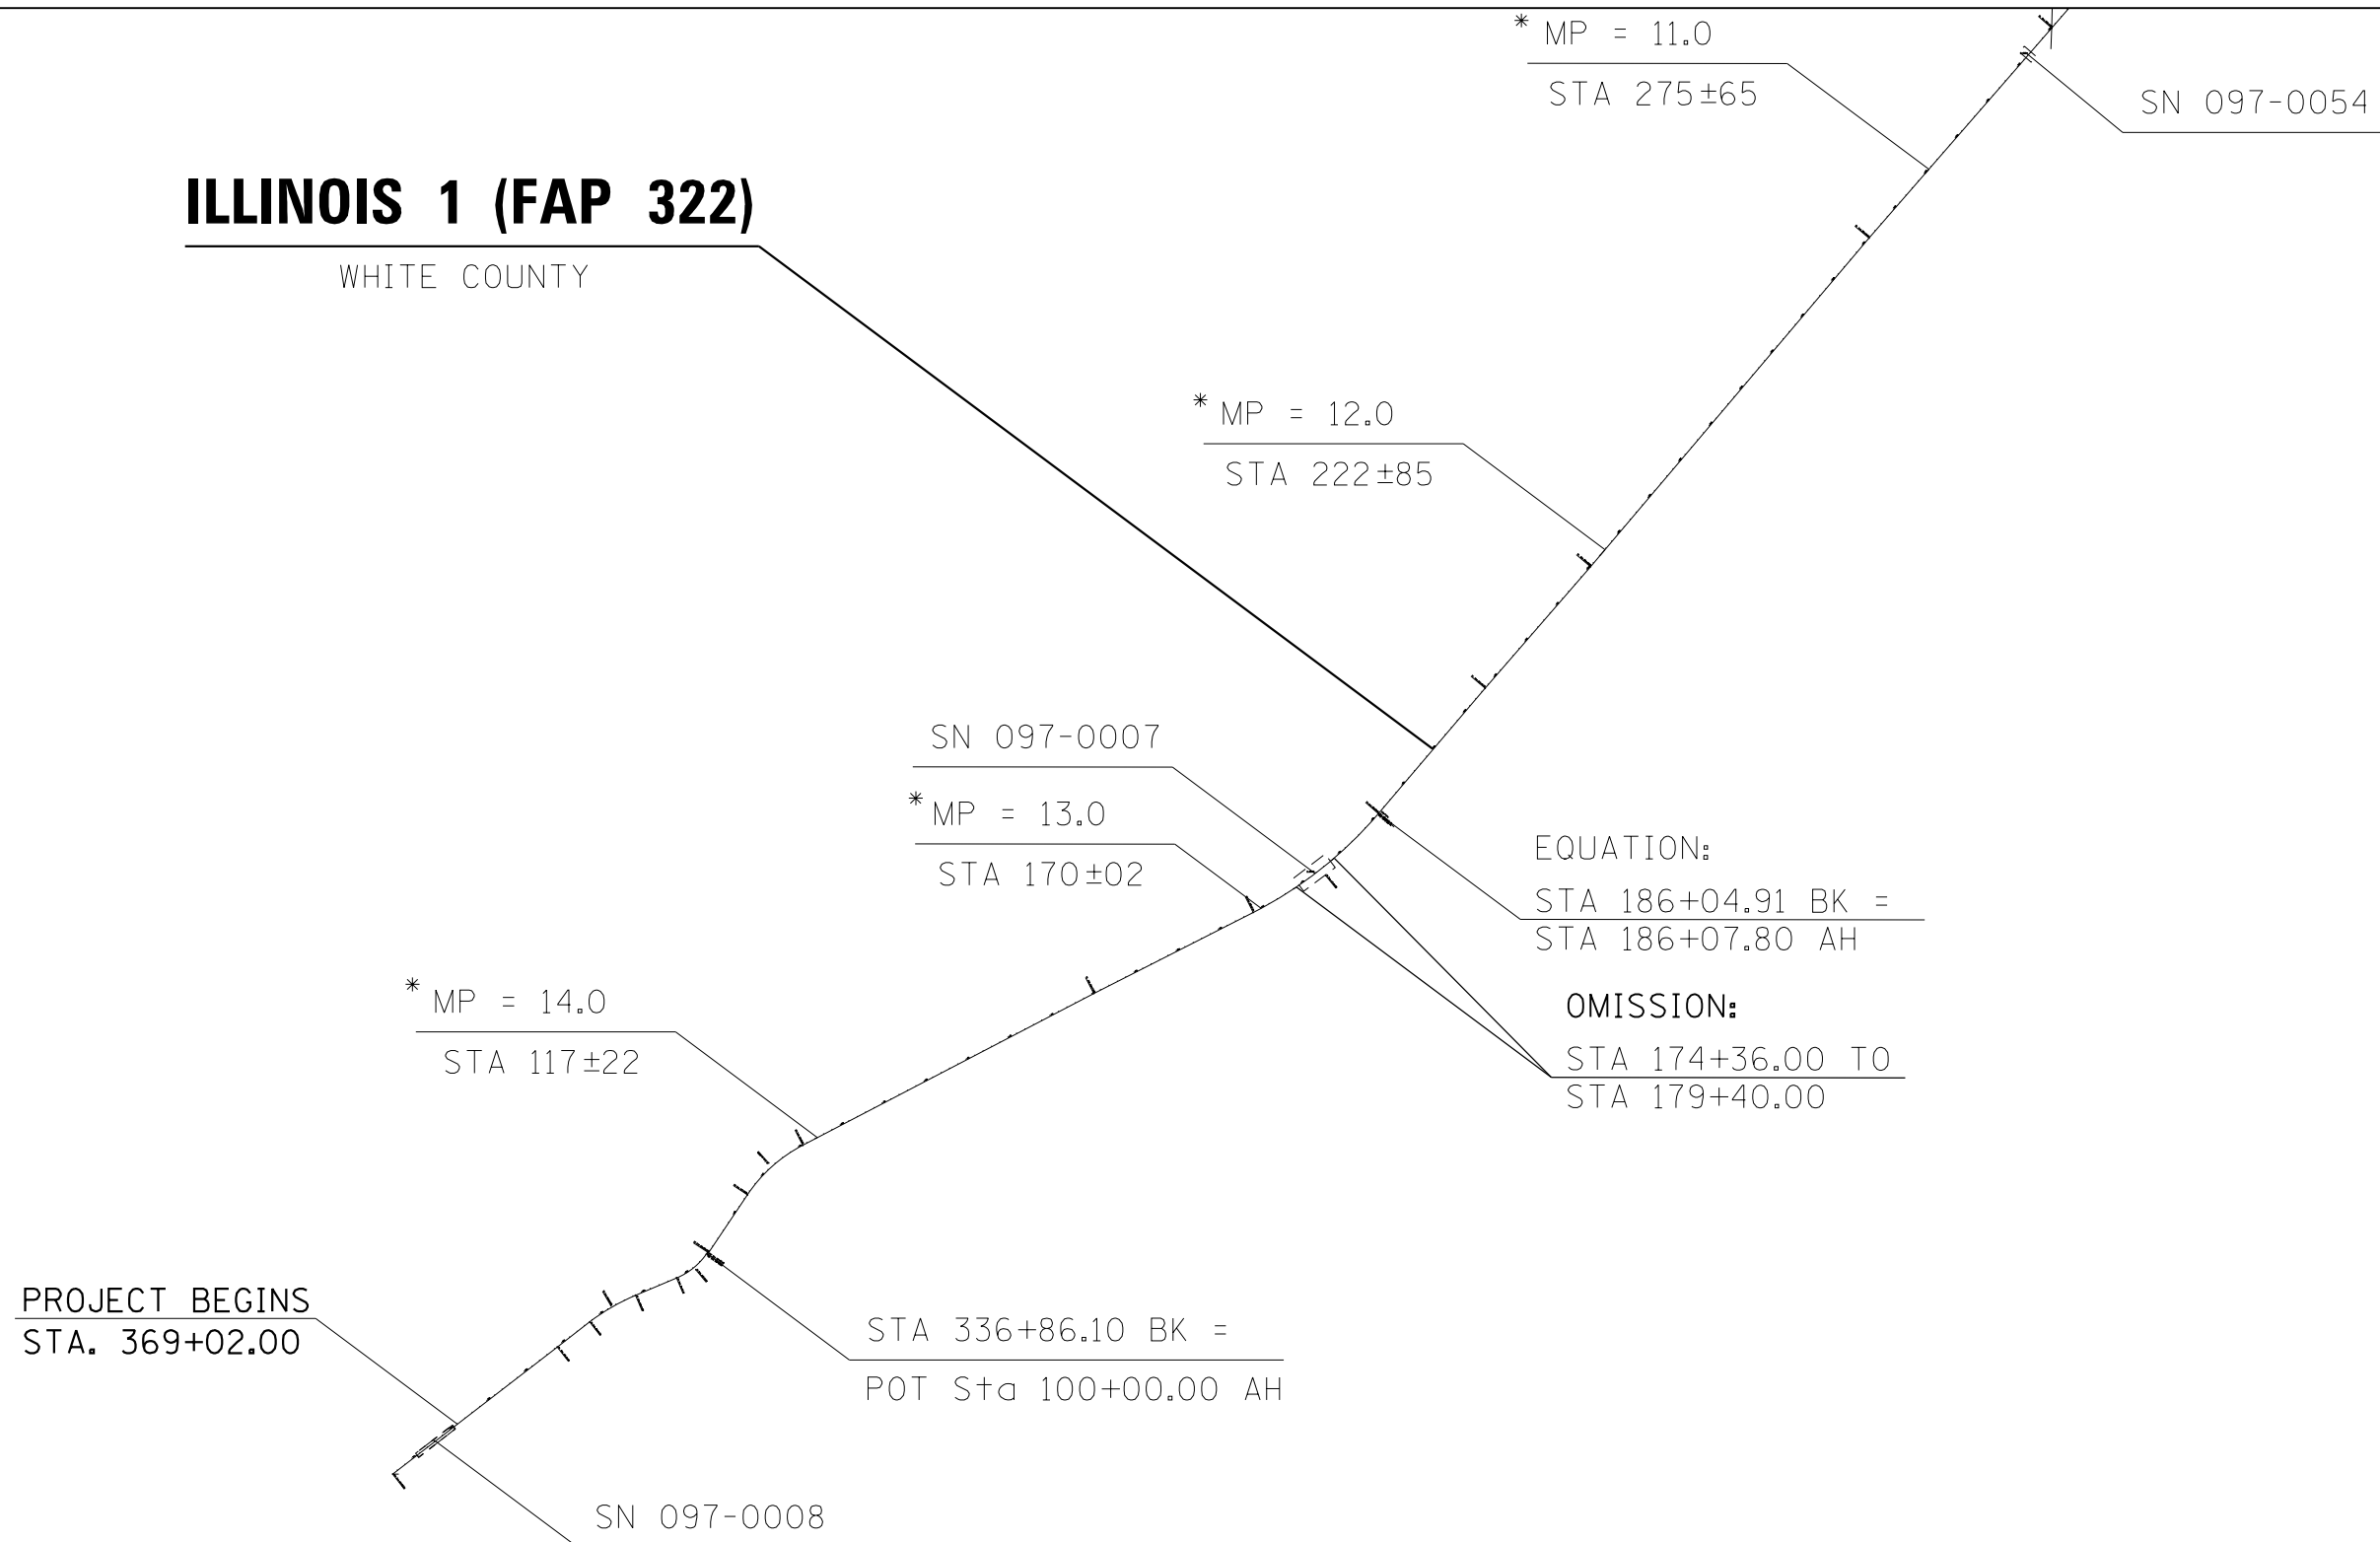 * MP = 11.0
STA 275±65
SN 097-0054
ILLINOIS 1 (FAP 322)
WHITE COUNTY
* MP = 12.0
STA 222±85
SN 097-0007
* MP = 13.0
STA 170±02
EQUATION:
STA 186+04.91 BK =
STA 186+07.80 AH
OMISSION:
STA 174+36.00 TO
STA 179+40.00
* MP = 14.0
STA 117±22
PROJECT BEGINS
STA. 369+02.00
STA 336+86.10 BK =
POT Sta 100+00.00 AH
SN 097-0008